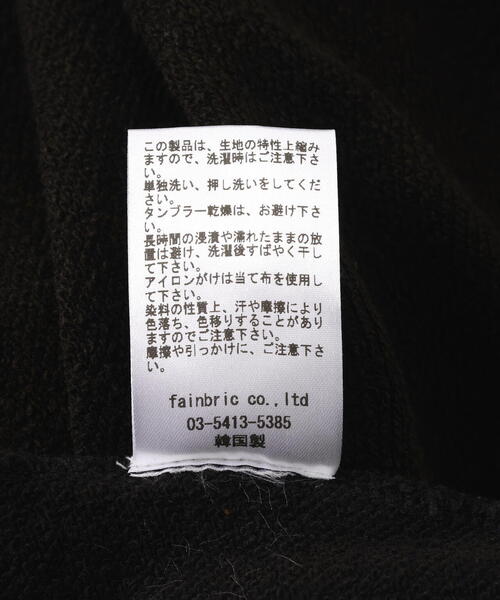 この製品は、生地の特性上縮み
ますので、洗濯時はご注意下さ
い。
単独洗い、押し洗いをしてくだ
さい。
タンブラー乾燥は、お避け下さ
い。
長時間の浸漬や濡れたままの放
置は避け、洗濯後すばやく干し
て下さい。
アイロンがけは当て布を使用し
て下さい。
染料の性質上、汗や摩擦により
色落ち、色移りすることがあり
ますのでご注意下さい。
摩擦や引っかけに、ご注意下さ
い。
fainbric co.,ltd
03-5413-5385
韓国製